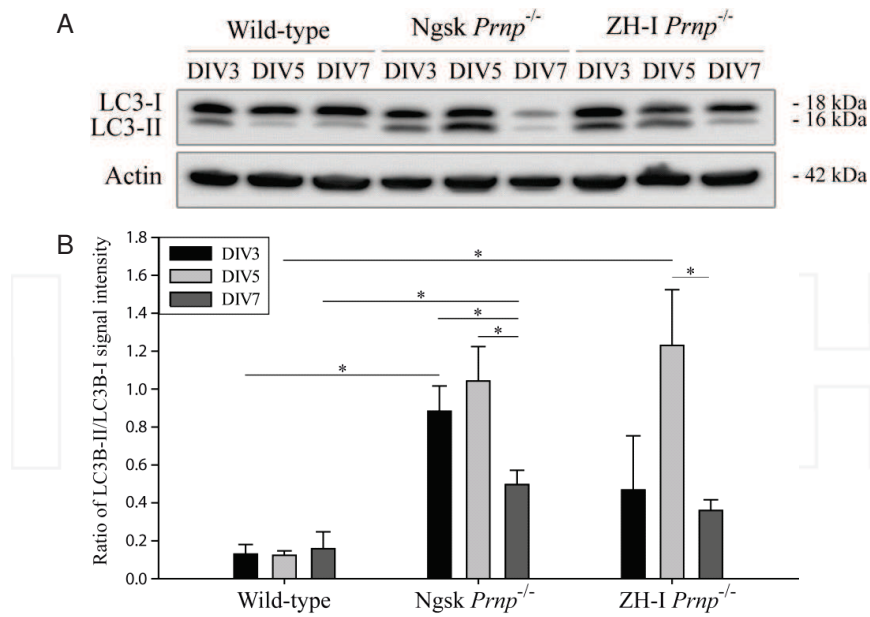 A
Wild-type Ngsk Prnp-/- ZH-I Prnp-/-
DIV3 DIV5 DIV7 DIV3 DIV5 DIV7 DIV3 DIV5 DIV7
LC3-I - 18 kDa
LC3-II - 16 kDa
Actin - 42 kDa
B
Ratio of LC3B-II/LC3B-I signal intensity
1.8
1.6
1.4
1.2
1.0
0.8
0.6
0.4
0.2
0.0
DIV3
DIV5
DIV7
*
*
*
*
*
*
Wild-type Ngsk Prnp-/- ZH-I Prnp-/-